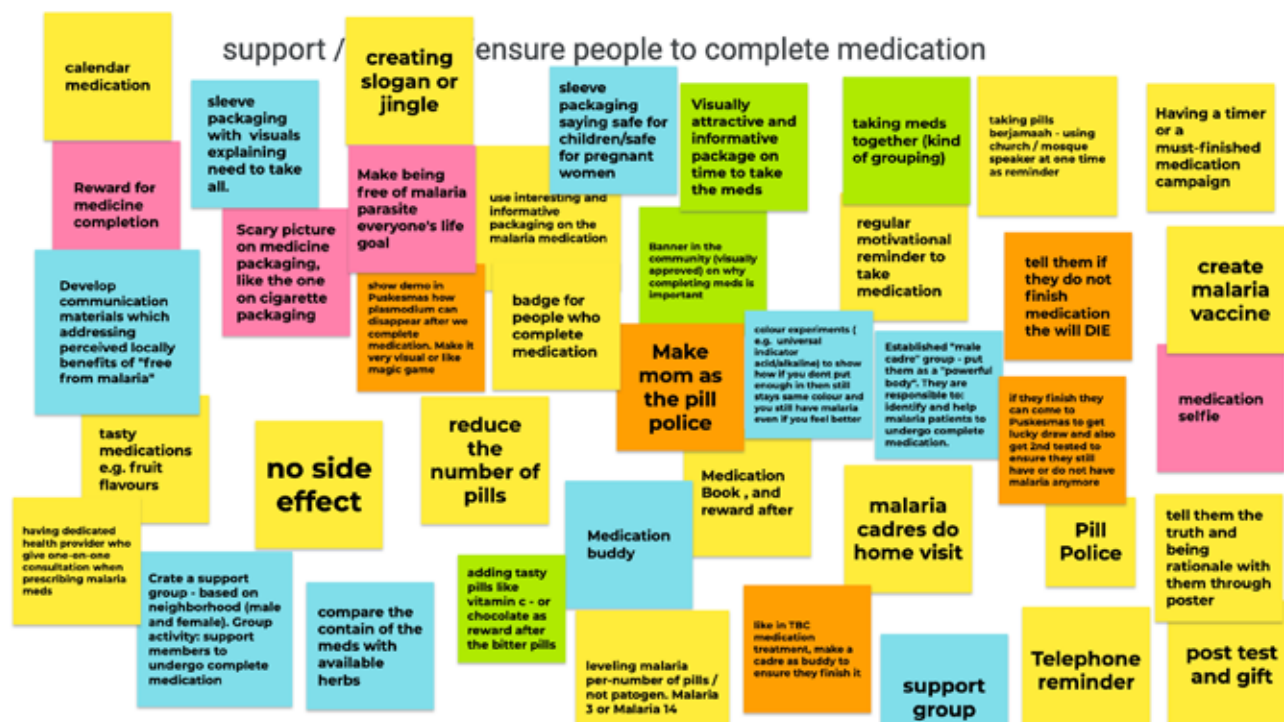 support /
ensure people to complete medication
calendar
medication
sleeve
packaging
with visuals
explaining
need to take
all.
creating
slogan or
jingle
sleeve
packaging
saying safe for
children/safe
for pregnant
women
Visually
attractive and
informative
package on
time to take
the meds
taking meds
together (kind
of grouping)
taking pills
berjamaah - using
church / mosque
speaker at one time
as reminder
Having a timer
or a
must-finished
medication
campaign
Reward for
medicine
completion
Scary picture
on medicine
packaging,
like the one
on cigarette
packaging
Make being
free of malaria
parasite
everyone's life
goal
use interesting and
informative
packaging on the
malaria medication
Banner in the
community (visually
approved) on why
completing meds is
important
regular
motivational
reminder to
take
medication
tell them if
they do not
finish
medication
the will DIE
create
malaria
vaccine
Develop
communication
materials which
addressing
perceived locally
benefits of "free
from malaria"
show demo in
Puskesmas how
plasmodium can
disappear after we
complete
medication. Make it
very visual or like
magic game
badge for
people who
complete
medication
Make
mom as
the pill
police
colour experiments (
e.g. universal
indicator
acid/alkaline) to show
how if you dont put
enough in then still
stays same colour and
you still have malaria
even if you feel better
Established "male
cadre" group - put
them as a "powerful
body". They are
responsible to:
identify and help
malaria patients to
undergo complete
medication.
if they finish they
can come to
Puskesmas to get
lucky draw and also
get 2nd tested to
ensure they still
have or do not have
malaria anymore
medication
selfie
tasty
medications
e.g. fruit
flavours
no side
effect
reduce
the
number of
pills
Medication
Book , and
reward after
malaria
cadres do
home visit
Pill
Police
tell them the
truth and
being
rationale with
them through
poster
having dedicated
health provider who
give one-on-one
consultation when
prescribing malaria
meds
Crate a support
group - based on
neighborhood (male
and female). Group
activity: support
members to
undergo complete
medication
compare the
contain of the
meds with
available
herbs
adding tasty
pills like
vitamin c - or
chocolate as
reward after
the bitter pills
Medication
buddy
leveling malaria
per-number of pills /
not patogen. Malaria
3 or Malaria 14
like in TBC
medication
treatment, make a
cadre as buddy to
ensure they finish it
support
group
Telephone
reminder
post test
and gift